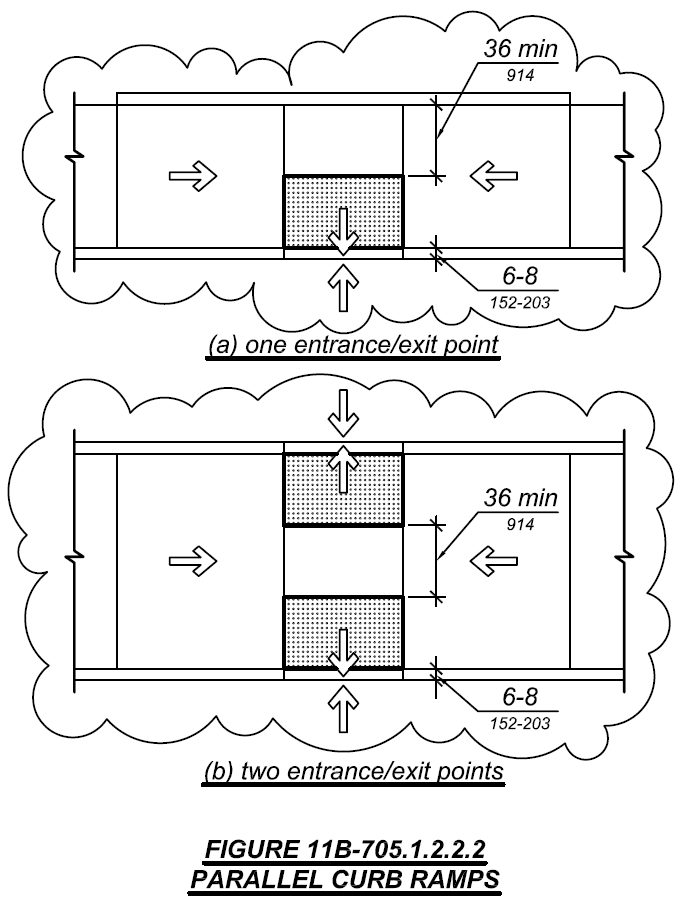 36 min
914
6-8
152-203
(a) one entrance/exit point
36 min
914
6-8
152-203
(b) two entrance/exit points
FIGURE 11B-705.1.2.2.2
PARALLEL CURB RAMPS